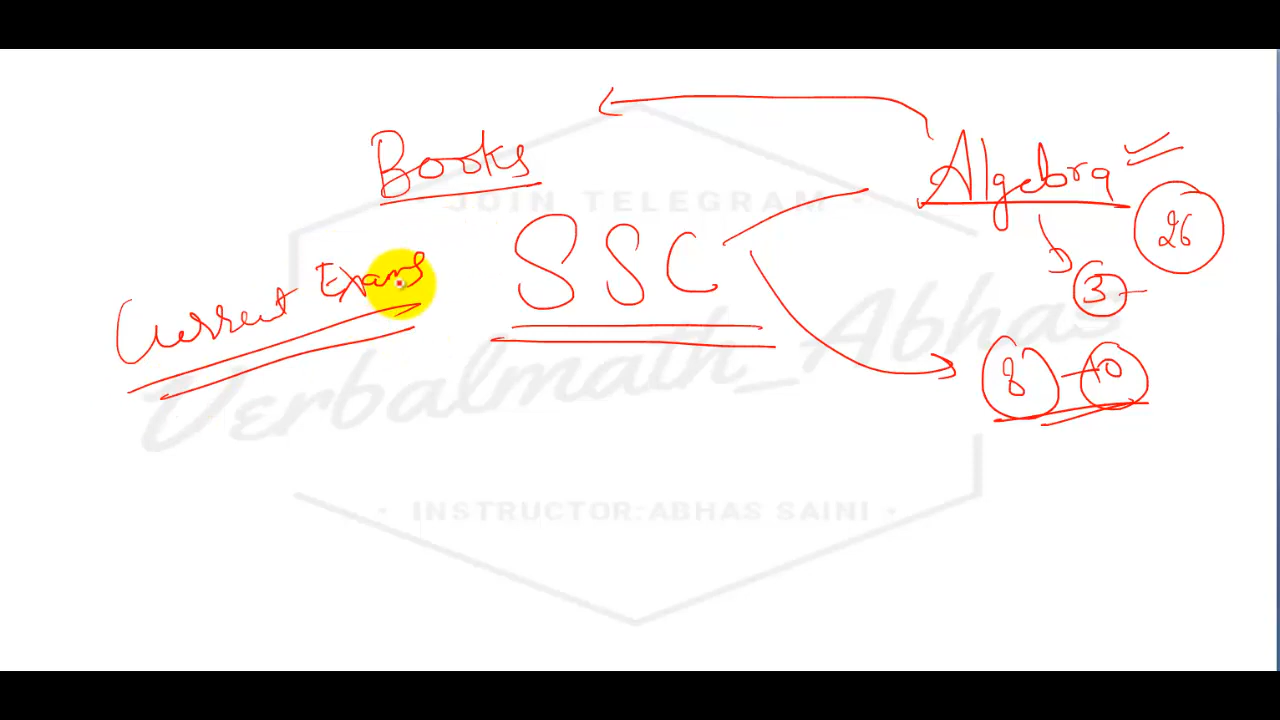 Books
Algebra
26
JOIN TELEGRAM
SSC
Current Exams
3
8 - 10
Verbalmath_Abhas
INSTRUCTOR:ABHAS SAINI